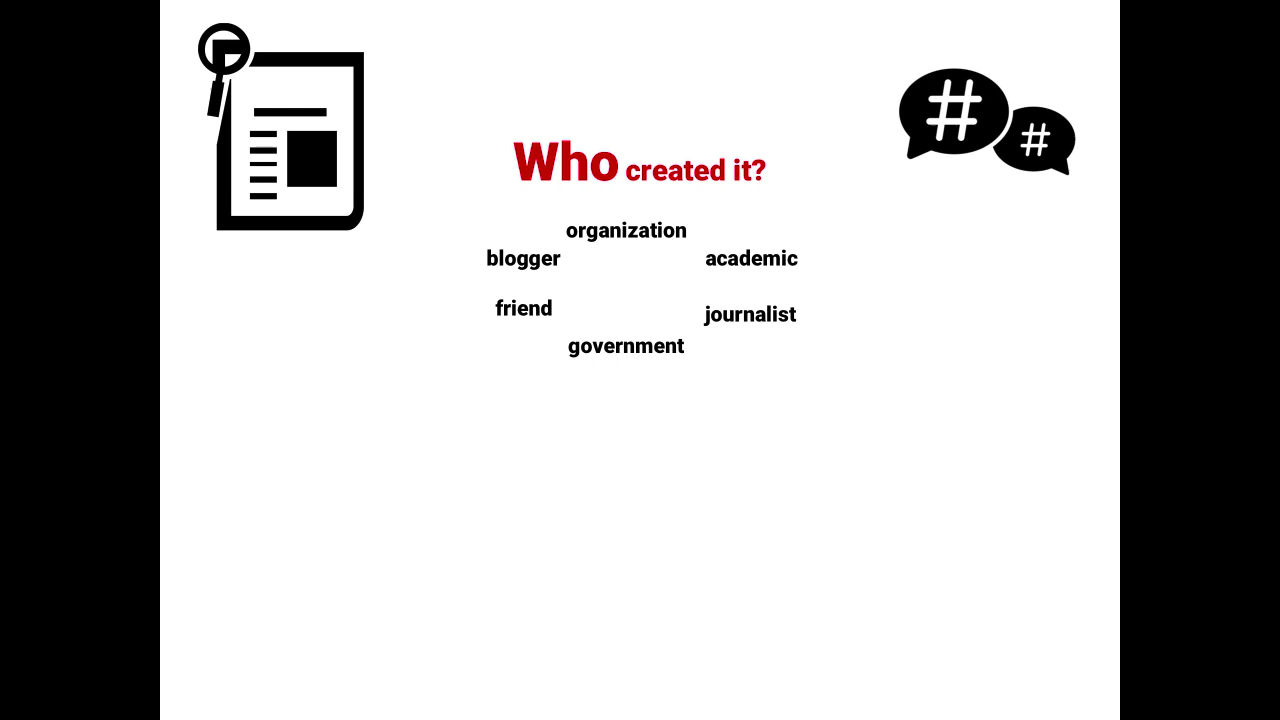 #
#
Who created it?
organization
blogger academic
friend journalist
government